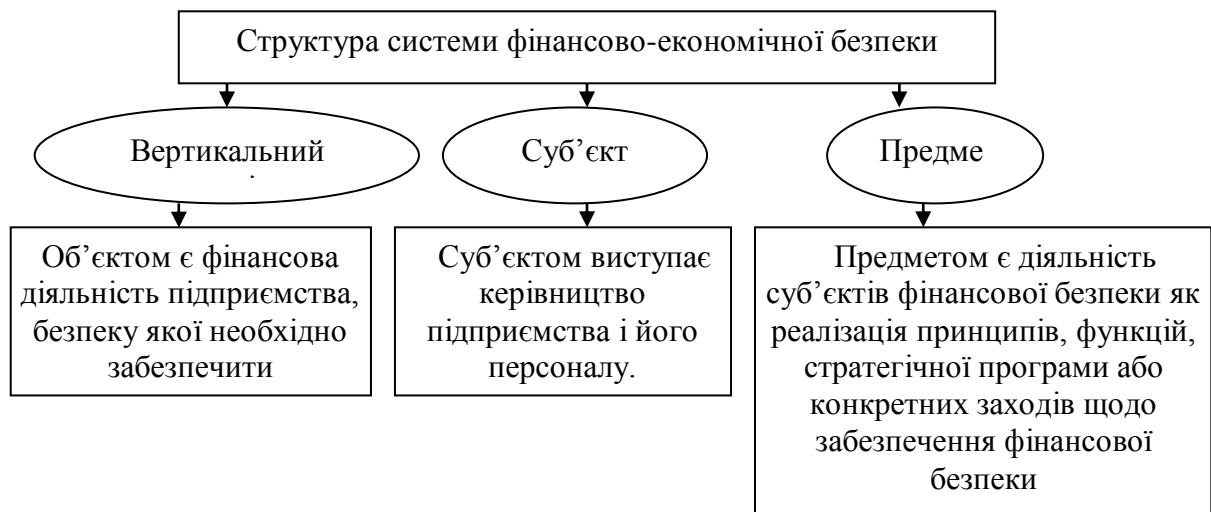 Структура системи фінансово-економічної безпеки
Вертикальний
Суб’єкт
Предме
Об’єктом є фінансова
діяльність підприємства,
безпеку якої необхідно
забезпечити
Суб’єктом виступає
керівництво
підприємства і його
персоналу.
Предметом є діяльність
суб’єктів фінансової безпеки як
реалізація принципів, функцій,
стратегічної програми або
конкретних заходів щодо
забезпечення фінансової
безпеки